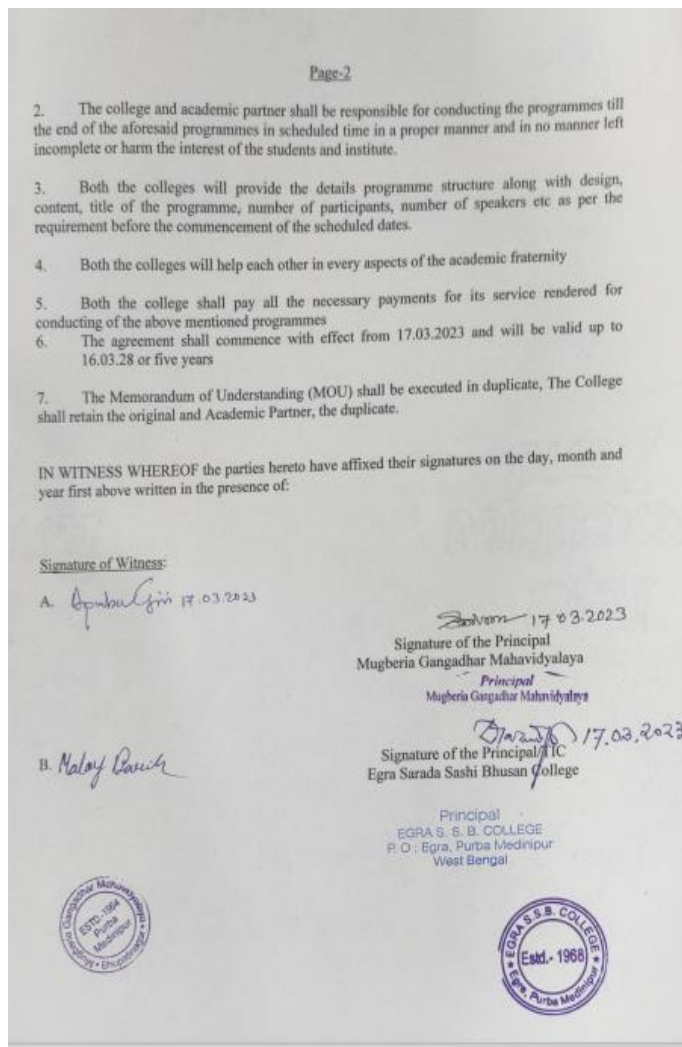 Page-2
2. The college and academic partner shall be responsible for conducting the programmes till
the end of the aforesaid programmes in scheduled time in a proper manner and in no manner left
incomplete or harm the interest of the students and institute.
3. Both the colleges will provide the details programme structure along with design,
content, title of the programme, number of participants, number of speakers etc as per the
requirement before the commencement of the scheduled dates.
4. Both the colleges will help each other in every aspects of the academic fraternity
5. Both the college shall pay all the necessary payments for its service rendered for
conducting of the above mentioned programmes
6. The agreement shall commence with effect from 17.03.2023 and will be valid up to
16.03.28 or five years
7. The Memorandum of Understanding (MOU) shall be executed in duplicate, The College
shall retain the original and Academic Partner, the duplicate.
IN WITNESS WHEREOF the parties hereto have affixed their signatures on the day, month and
year first above written in the presence of:
Signature of Witness:
A. 17.03.2023
17 03.2023
Signature of the Principal
Mugberia Gangadhar Mahavidyalaya
Principal
Mugberia Gangadhar Mahavidyalaya
17.03.2023
Signature of the Principal/TIC
Egra Sarada Sashi Bhusan College
B. Malay
Principal
EGRA S. S. B. COLLEGE
P. O : Egra, Purba Medinipur
West Bengal
Mugberia Gangadhar Mahavidyalaya
ESTD.-1964
Purba
Medinipur
EGRA S.S.B. COLLEGE
Estd.- 1968
Egra, Purba Medinipur